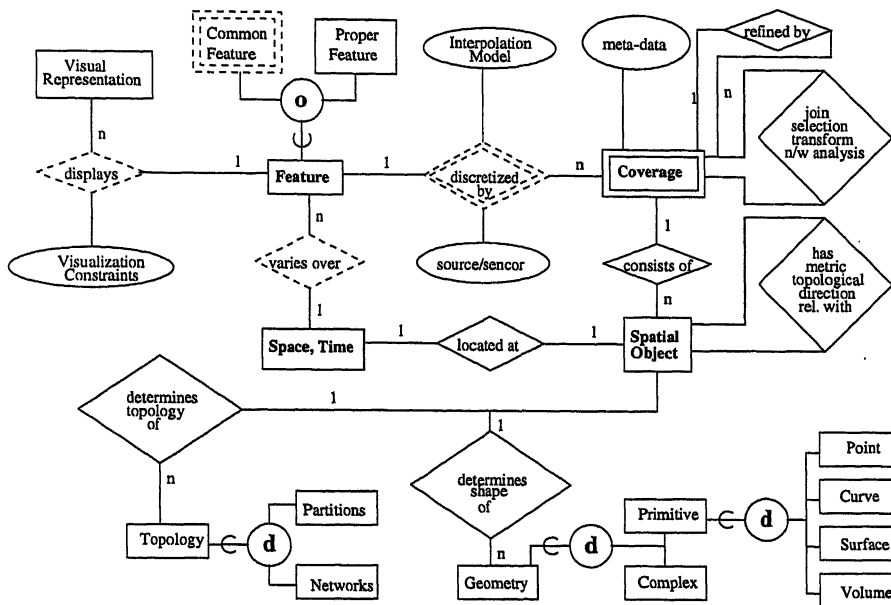 Common
Feature
Proper
Feature
Interpolation
Model
meta-data
refined by
Visual
Representation
o
1
n
join
selection
transform
n/w analysis
n
displays
1
Feature
1
discretized
by
n
Coverage
n
1
Visualization
Constraints
varies over
source/sencor
consists of
has
metric
topological
direction
rel. with
1
n
Space, Time
1
located at
1
Spatial
Object
determines
topology
of
1
1
n
determines
shape
of
Point
Partitions
Primitive
d
Curve
Topology
d
d
Surface
n
Networks
Geometry
Complex
Volume